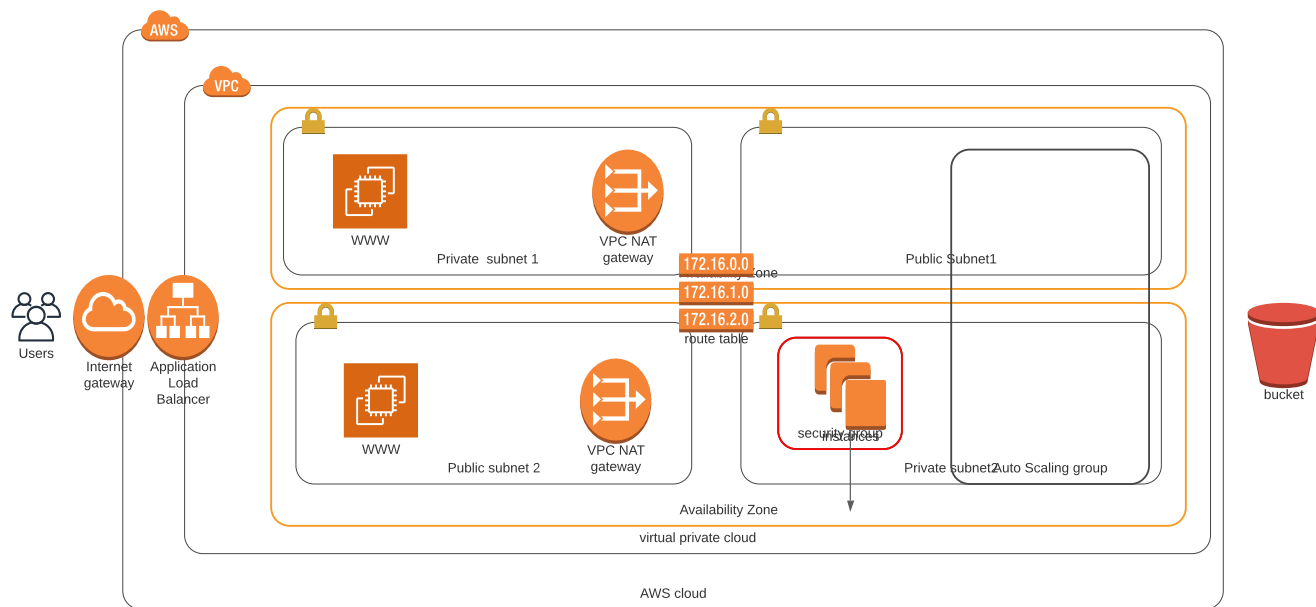 AWS
VPC
WWW
VPC NAT
gateway
Private subnet 1
Public Subnet1
172.16.0.0
Zone
172.16.1.0
172.16.2.0
route table
Users
Internet
gateway
Application
Load
Balancer
bucket
WWW
VPC NAT
gateway
Public subnet 2
security group
instances
Private subnet2
Auto Scaling group
Availability Zone
virtual private cloud
AWS cloud